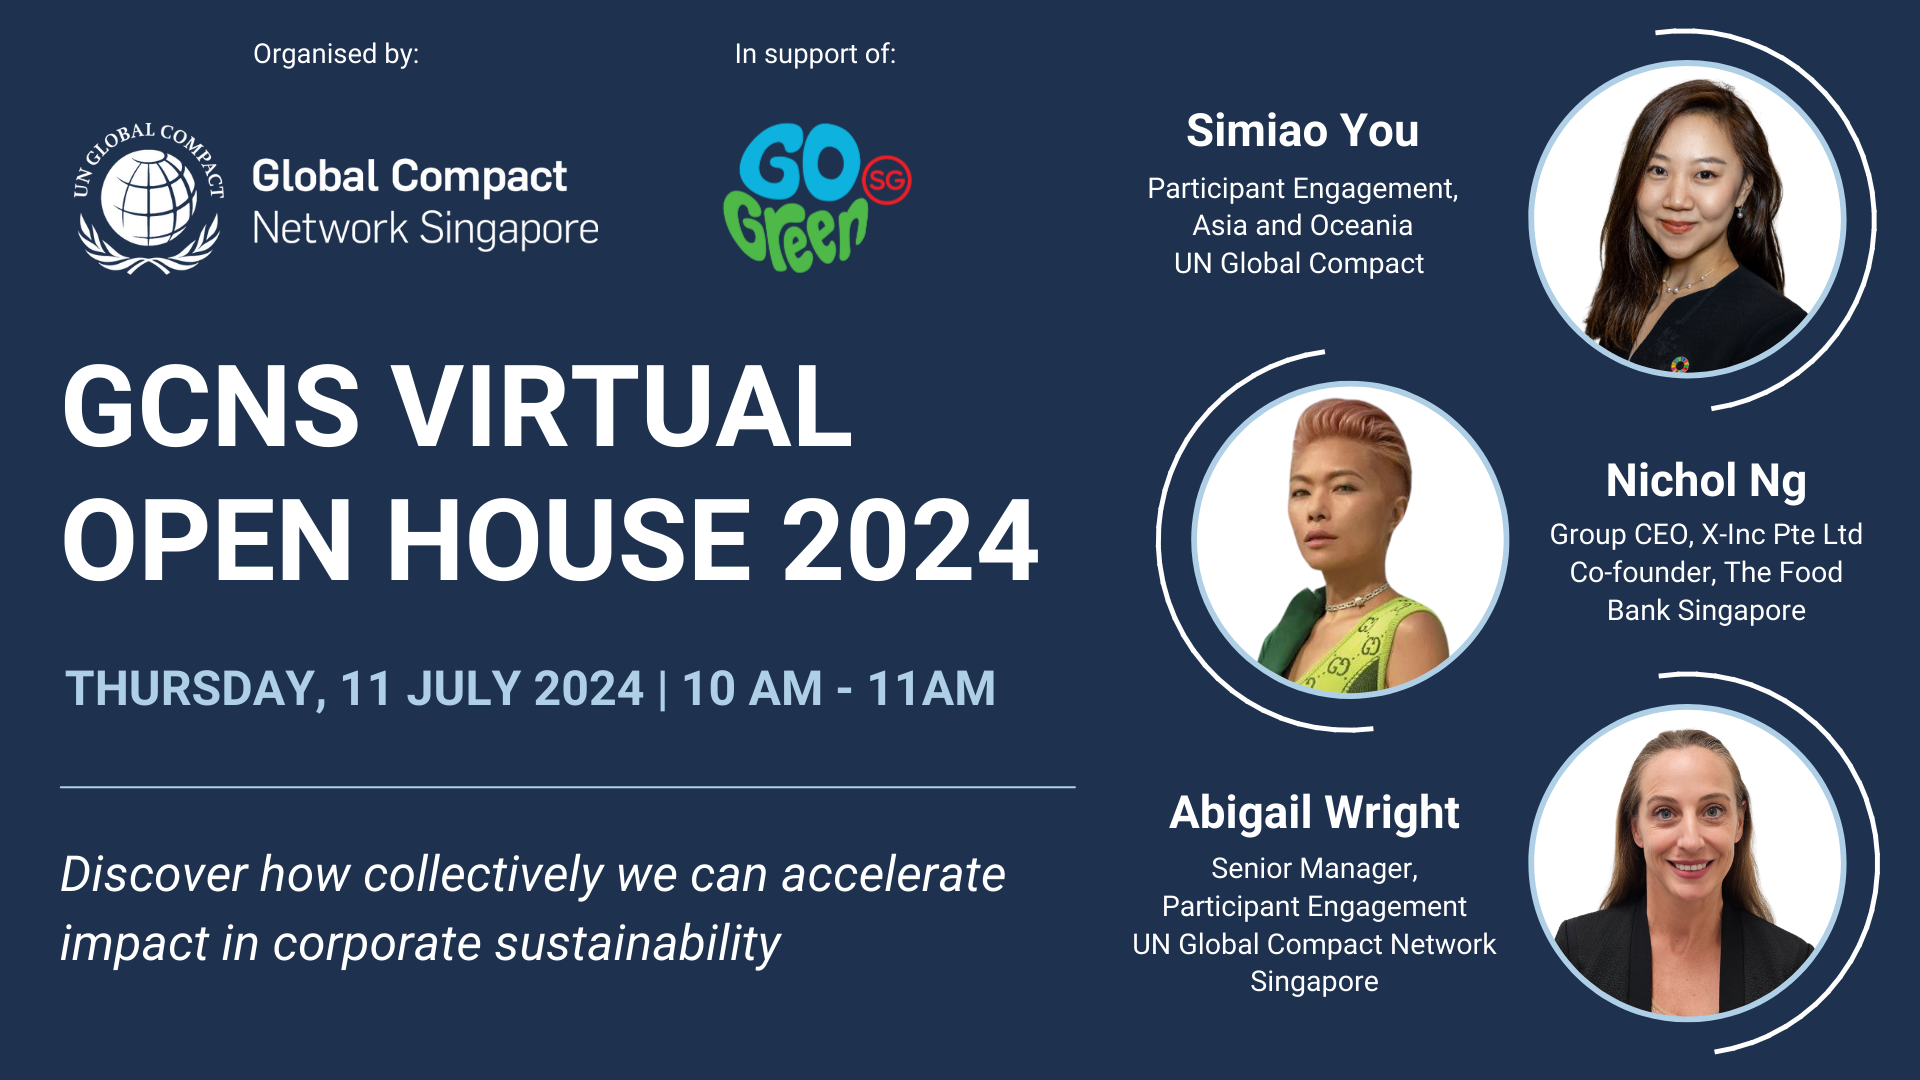 Organised by:
In support of:
UN GLOBAL COMPACT
Global Compact
Network Singapore
GO
SG
Green
GCNS VIRTUAL
OPEN HOUSE 2024
THURSDAY, 11 JULY 2024 | 10 AM - 11AM
Discover how collectively we can accelerate
impact in corporate sustainability
Simiao You
Participant Engagement,
Asia and Oceania
UN Global Compact
Nichol Ng
Group CEO, X-Inc Pte Ltd
Co-founder, The Food
Bank Singapore
Abigail Wright
Senior Manager,
Participant Engagement
UN Global Compact Network
Singapore